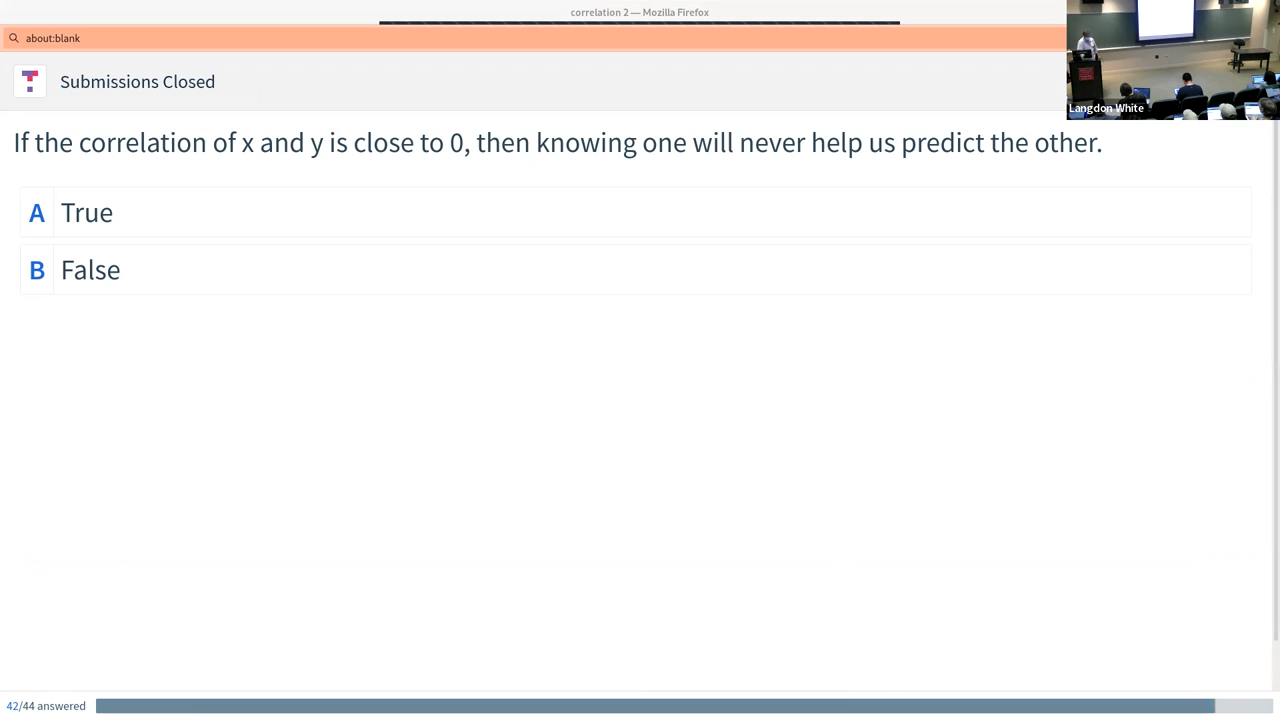 correlation 2 — Mozilla Firefox
about:blank
Submissions Closed
Langdon White
If the correlation of x and y is close to 0, then knowing one will never help us predict the other.
A True
B False
42/44 answered